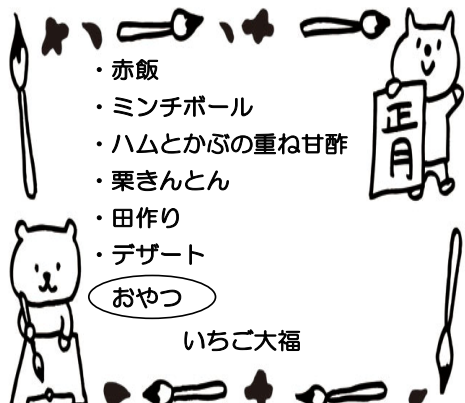 ・赤飯
・ミンチボール
・ハムとかぶの重ね甘酢
・栗きんとん
・田作り
・デザート
おやつ
いちご大福
正月